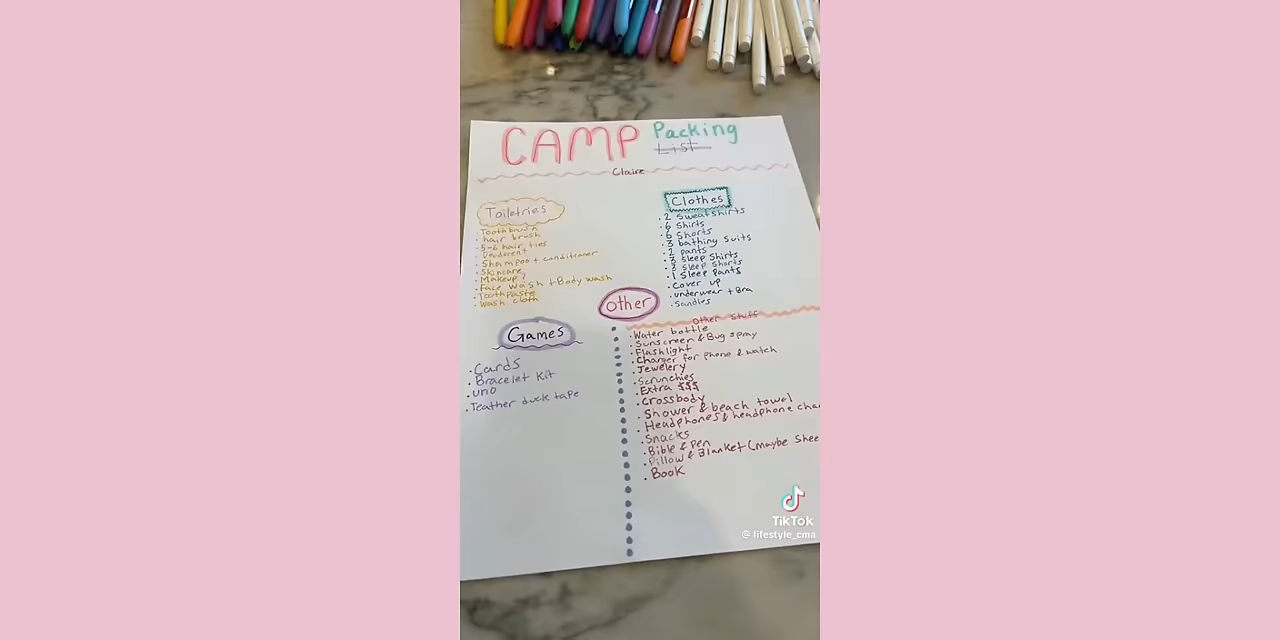 CAMP Packing
List
Claire
Toiletries
· Toothbrush
· hair brush
· 5-6 hair ties
· Deoderent
· Shampoo + conditioner
· Skincare
· Makeup?
· Face Wash + Body wash
· Toothpaste
· Wash cloth
Clothes
· 2 Sweatshirts
· 6 Shirts
· 6 Shorts
· 3 bathing Suits
· 2 pants
· 2 Sleep Shirts
· 2 Sleep Shorts
· 1 Sleep Pants
· Cover up
· underwear + Bra
· Sandles
Games
· Cards
· Bracelet Kit
· uno
· Teather duck tape
Other
Other Stuff
· Water bottle
· Sunscreen & Bug spray
· Flashlight
· Charger for phone & watch
· Jewelery
· Scrunchies
· Extra $$$
· Crossbody
· Shower & beach towel
· Headphones & headphone cha
· Snacks
· Bible & Pen
· Pillow & Blanket (maybe Shee
· Book
TikTok
@lifestyle_cma